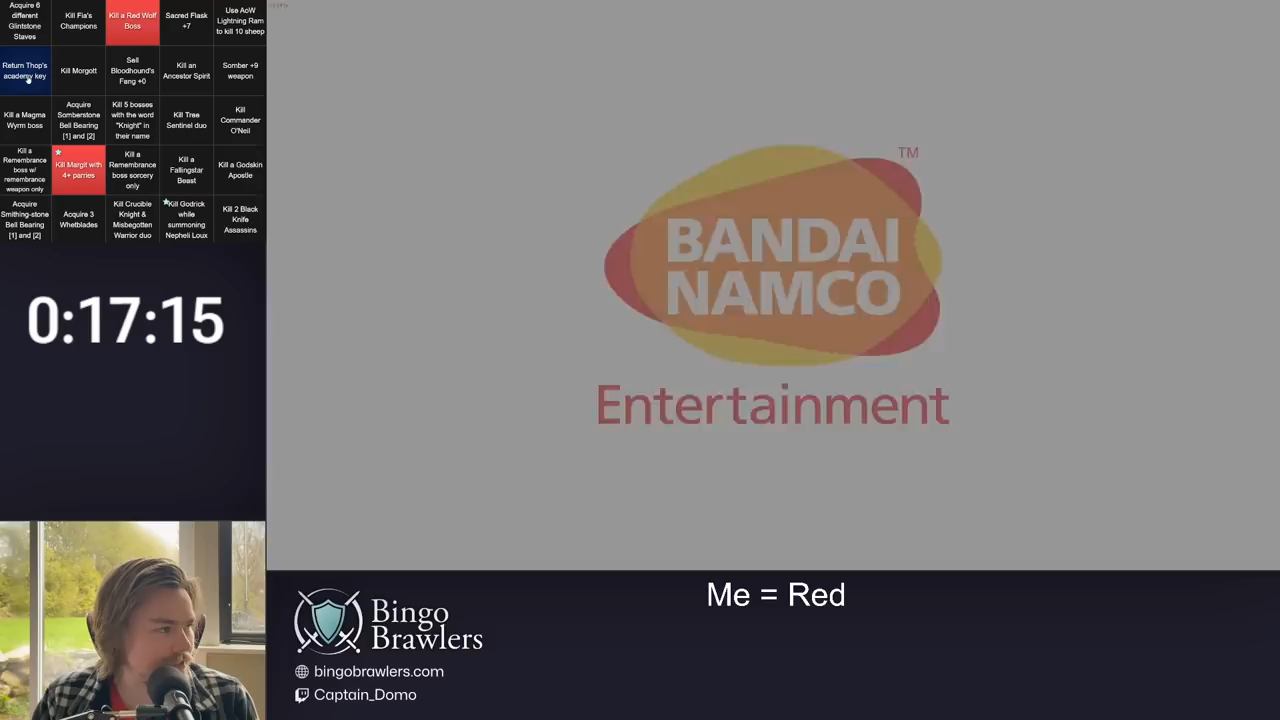 Acquire 6
different
Glintstone
Staves
Kill Fia's
Champions
Kill a Red Wolf
Boss
Sacred Flask
+7
Use AoW
Lightning Ram
to kill 10 sheep
Return Thop's
academy key
Kill Morgott
Sell
Bloodhound's
Fang +0
Kill an
Ancestor Spirit
Somber +9
weapon
Kill a Magma
Wyrm boss
Acquire
Somberstone
Bell Bearing
[1] and [2]
Kill 5 bosses
with the word
"Knight" in
their name
Kill Tree
Sentinel duo
Kill
Commander
O'Neil
Kill a
Remembrance
boss w/
remembrance
weapon only
Kill Margit with
4+ parries
Kill a
Remembrance
boss sorcery
only
Kill a
Fallingstar
Beast
Kill a Godskin
Apostle
Acquire
Smithing-stone
Bell Bearing
[1] and [2]
Acquire 3
Whetblades
Kill Crucible
Knight &
Misbegotten
Warrior duo
Kill Godrick
while
summoning
Nepheli Loux
Kill 2 Black
Knife
Assassins
0:17:15
BANDAI
NAMCO
TM
Entertainment
Me = Red
Bingo
Brawlers
bingobrawlers.com
Captain_Domo